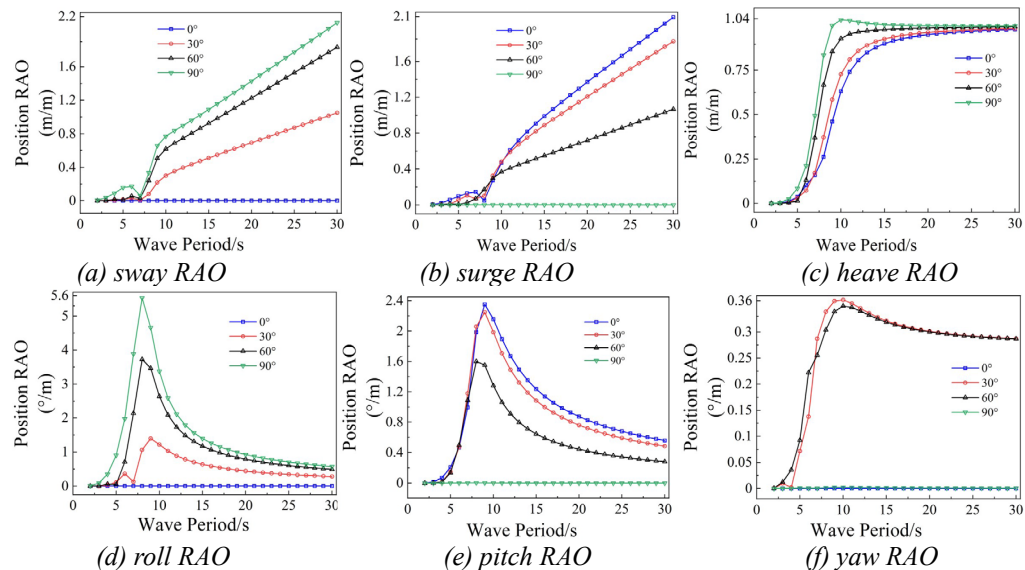 2.2
2.0
1.6
1.2
0.8
0.4
0
Position RAO
(m/m)
0°
30°
60°
90°
0 5 10 15 20 25 30
Wave Period/s
(a) sway RAO
2.1
2.0
1.6
1.2
0.8
0.4
0
Position RAO
(m/m)
0°
30°
60°
90°
0 5 10 15 20 25 30
Wave Period/s
(b) surge RAO
1.04
0.75
0.5
0.25
0
Position RAO
(m/m)
0°
30°
60°
90°
0 5 10 15 20 25 30
Wave Period/s
(c) heave RAO
5.6
5
4
3
2
1
0
Position RAO
(°/m)
0°
30°
60°
90°
0 5 10 15 20 25 30
Wave Period/s
(d) roll RAO
2.4
2.0
1.6
1.2
0.8
0.4
0
Position RAO
(°/m)
0°
30°
60°
90°
0 5 10 15 20 25 30
Wave Period/s
(e) pitch RAO
0.36
0.3
0.25
0.2
0.15
0.1
0.05
0
Position RAO
(°/m)
0°
30°
60°
90°
0 5 10 15 20 25 30
Wave Period/s
(f) yaw RAO